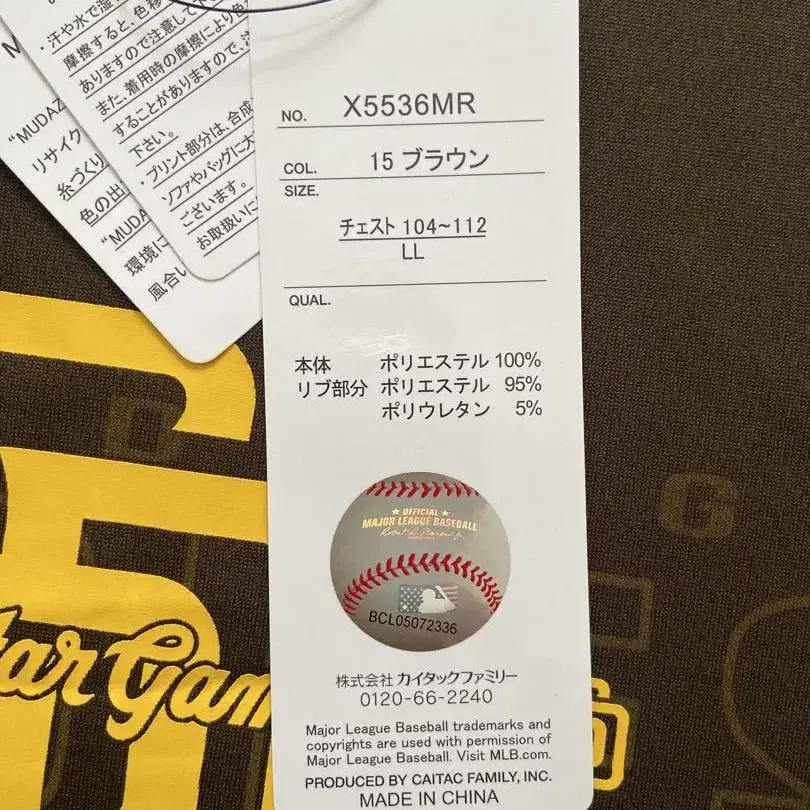 ・汗や水で湿
摩擦すると、色移
ありますので注意して下
また、着用時の摩擦により色
することがありますので、
下さい。
・プリント部分は、合成
ソファやバッグに大
ございます。
お取扱いに
“MUDAZ
リサイク
糸づくり
色の出
“MUDA
環境に
風合い
NO. X5536MR
COL. 15 ブラウン
SIZE.
チェスト 104~112
LL
QUAL.
本体 ポリエステル 100%
リブ部分 ポリエステル 95%
ポリウレタン 5%
★ OFFICIAL ★
MAJOR LEAGUE BASEBALL
BCL05072336
株式会社 カイタックファミリー
0120-66-2240
Major League Baseball trademarks and
copyrights are used with permission of
Major League Baseball. Visit MLB.com.
PRODUCED BY CAITAC FAMILY, INC.
MADE IN CHINA
tar Gam
G